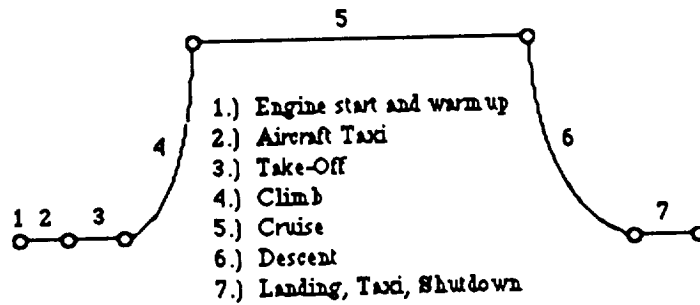 5
1.) Engine start and warm up
2.) Aircraft Taxi
3.) Take-Off
4.) Climb
5.) Cruise
6.) Descent
7.) Landing, Taxi, Shutdown
4
6
1 2 3
7